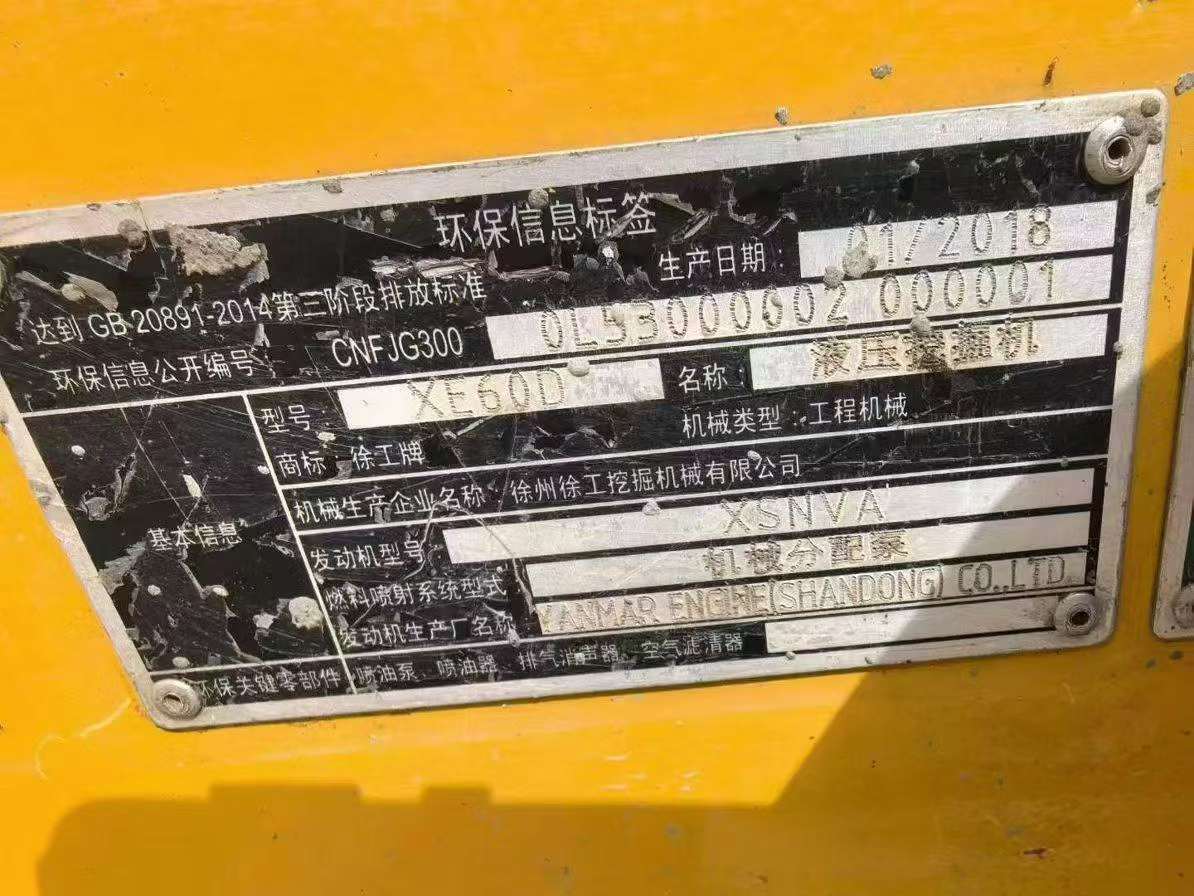 环保信息标签
达到 GB 20891-2014第三阶段排放标准 生产日期: 01/2018
环保信息公开编号: CNFJG300 0L53000602 000001
型号: XE60D 名称: 液压挖掘机
商标: 徐工牌 机械类型: 工程机械
基本信息
机械生产企业名称: 徐州徐工挖掘机械有限公司
发动机型号: XSNVA
燃料喷射系统型式: 机械分配泵
发动机生产厂名称: YANMAR ENGINE(SHANDONG) CO.,LTD
环保关键零部件: 喷油泵、喷油器、排气消声器、空气滤清器